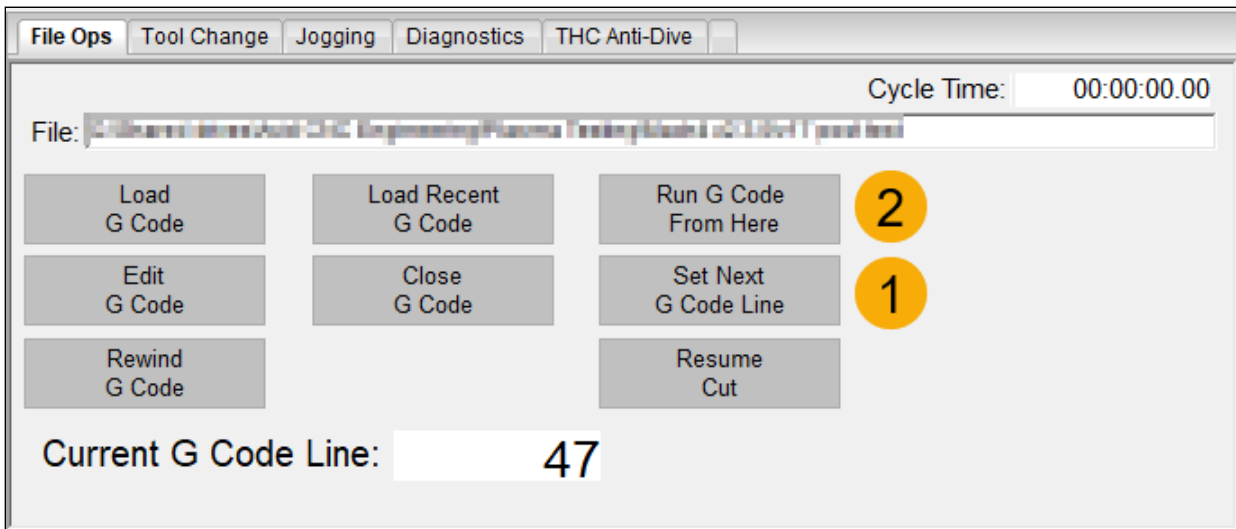 File Ops Tool Change Jogging Diagnostics THC Anti-Dive
Cycle Time: 00:00:00.00
File:
Load
G Code
Load Recent
G Code
Run G Code
From Here
2
Edit
G Code
Close
G Code
Set Next
G Code Line
1
Rewind
G Code
Resume
Cut
Current G Code Line: 47